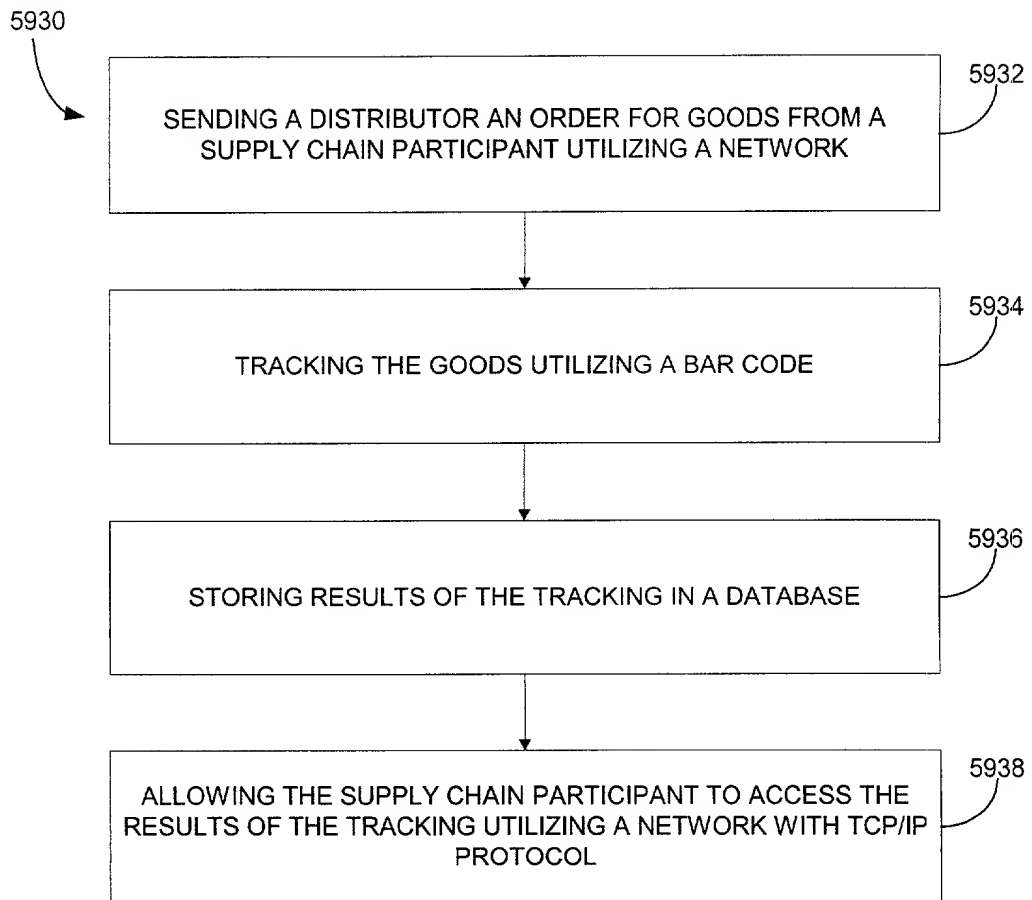 5930
5932
SENDING A DISTRIBUTOR AN ORDER FOR GOODS FROM A
SUPPLY CHAIN PARTICIPANT UTILIZING A NETWORK
5934
TRACKING THE GOODS UTILIZING A BAR CODE
5936
STORING RESULTS OF THE TRACKING IN A DATABASE
5938
ALLOWING THE SUPPLY CHAIN PARTICIPANT TO ACCESS THE
RESULTS OF THE TRACKING UTILIZING A NETWORK WITH TCP/IP
PROTOCOL